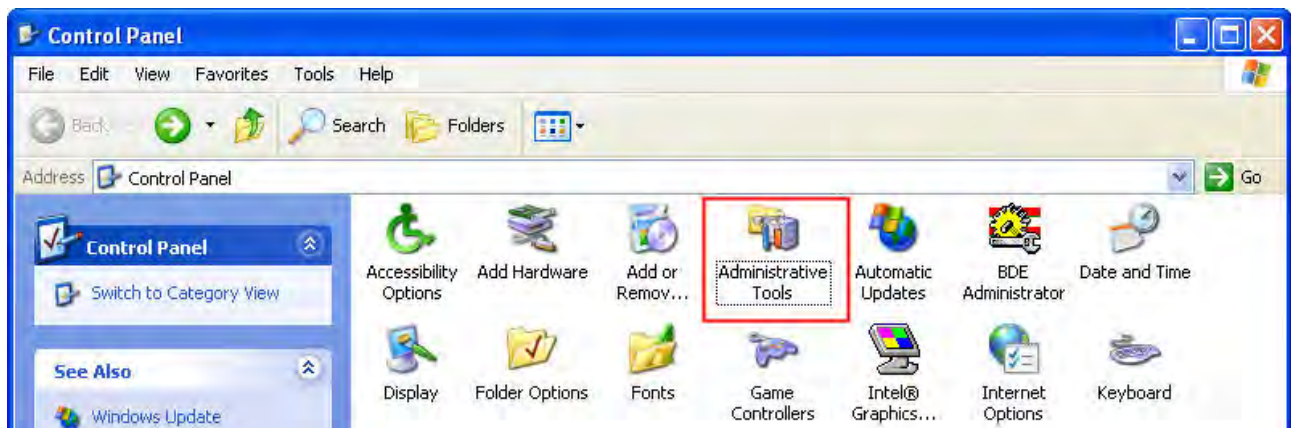 Control Panel
File Edit View Favorites Tools Help
Back Search Folders
Address Control Panel Go
Control Panel
Switch to Category View
See Also
Windows Update
Accessibility Options
Add Hardware
Add or Remov...
Administrative Tools
Automatic Updates
BDE Administrator
Date and Time
Display
Folder Options
Fonts
Game Controllers
Intel® Graphics...
Internet Options
Keyboard